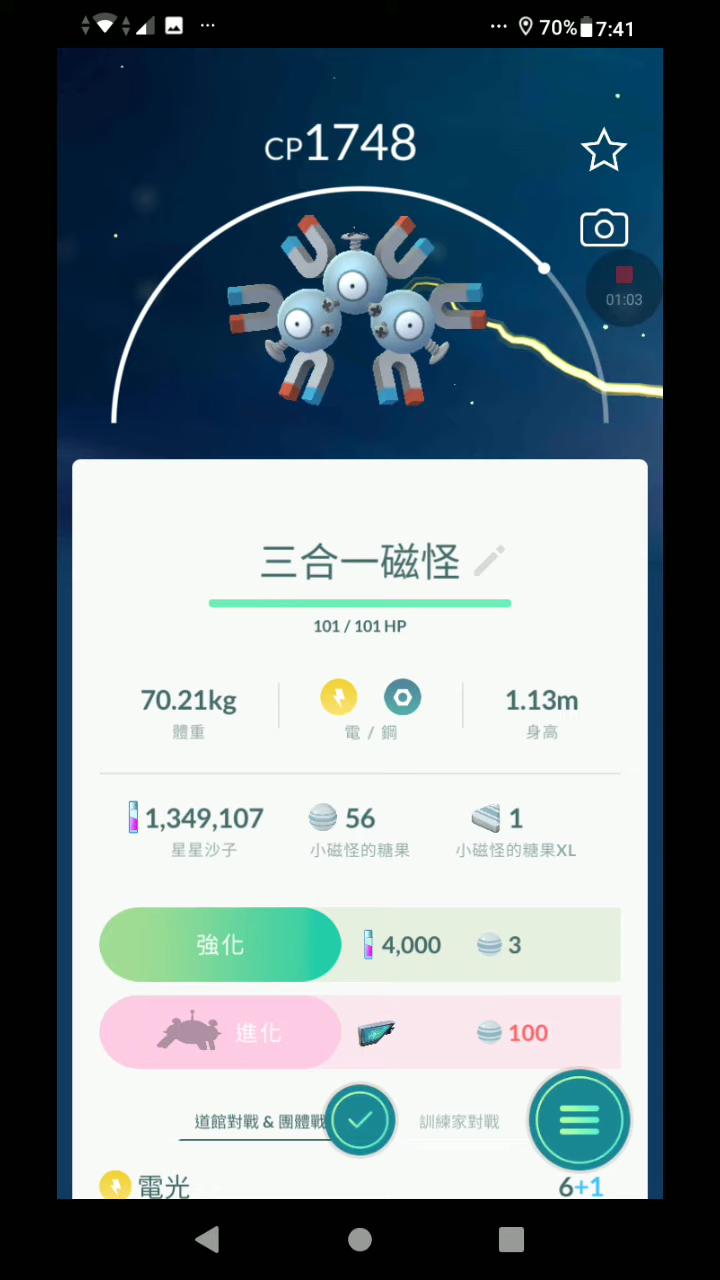 70% 7:41
CP1748
01:03
三合一磁怪
101 / 101 HP
70.21kg
體重
電 / 鋼
1.13m
身高
1,349,107
星星沙子
56
小磁怪的糖果
1
小磁怪的糖果XL
強化 4,000 3
進化 100
道館對戰 & 團體戰
訓練家對戰
電光 6+1